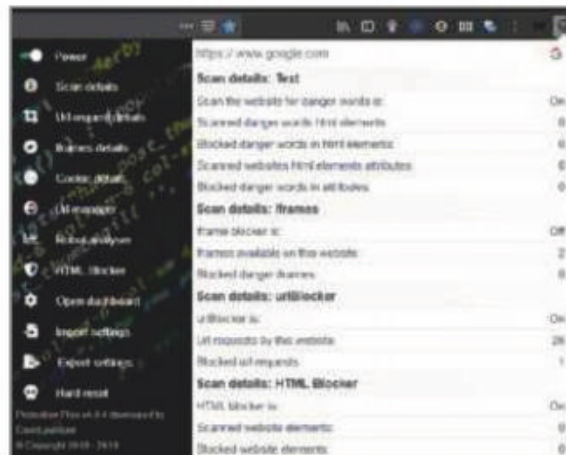 Power
Scan details
Url request details
Iframes details
Cookie details
Url manager
Robot analyser
HTML Blocker
Open dashboard
Import settings
Export settings
Hard reset
https://www.google.com
Scan details: Text
Scan the website for danger words is: On
Scanned danger words html elements 0
Blocked danger words in html elements 0
Scanned websites html elements attributes 0
Blocked danger words in attributes 0
Scan details: Iframes
Iframe blocker is: Off
Iframes available on this website 2
Blocked danger iframes 0
Scan details: urlBlocker
urlBlocker is: On
Url requests by this website
Blocked url requests 1
Scan details: HTML Blocker
HTML blocker is: On
Scanned website elements 0
Blocked website elements 0